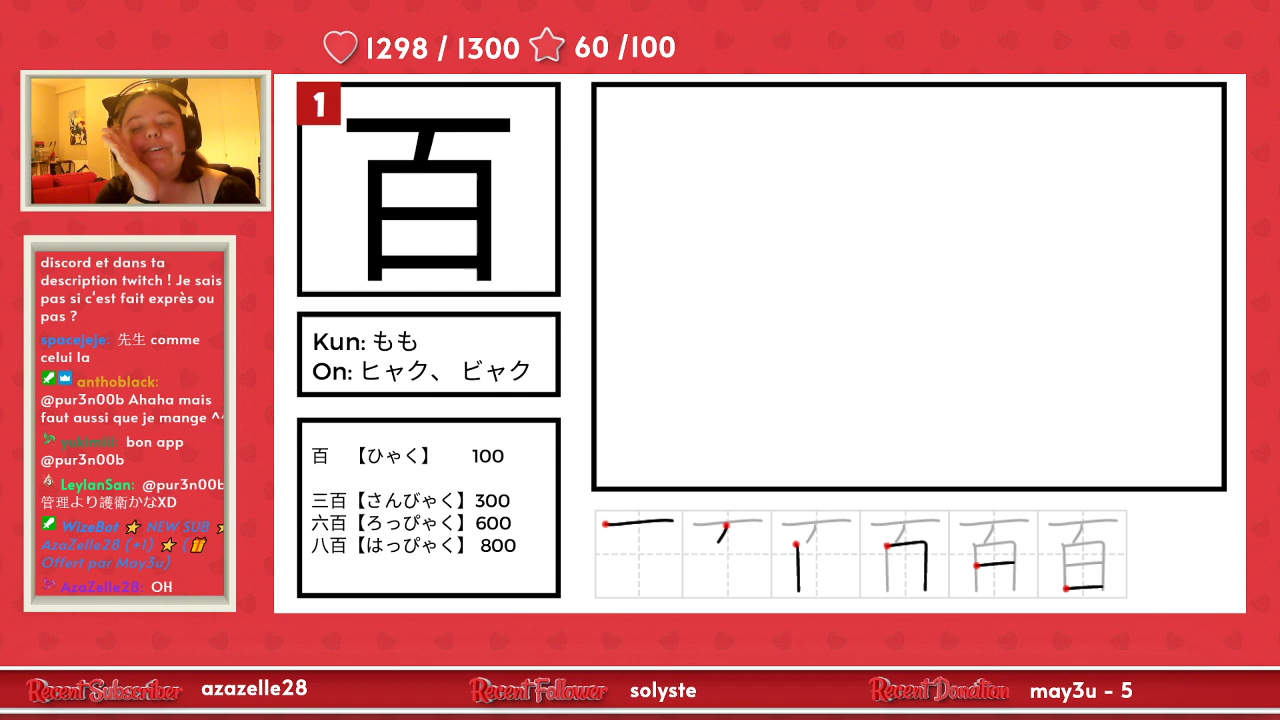 1298 / 1300 60 /100
1
百
Kun: もも
On: ヒャク、 ビャク
百 【ひゃく】 100
三百【さんびゃく】300
六百【ろっぴゃく】600
八百【はっぴゃく】 800
discord et dans ta
description twitch ! Je sais
pas si c'est fait exprès ou
pas ?
spacejeje: 先生 comme
celui la
anthoblack:
@pur3n00b Ahaha mais
faut aussi que je mange ^^
yukimiii: bon app
@pur3n00b
LeylanSan: @pur3n00b
管理より護衛かなXD
WizeBot ⭐ NEW SUB ⭐
AzaZelle28 (+1) ⭐ (🎁
Offert par May3u)
AzaZelle28: OH
Recent Subscriber azazelle28
Recent Follower solyste
Recent Donation may3u - 5